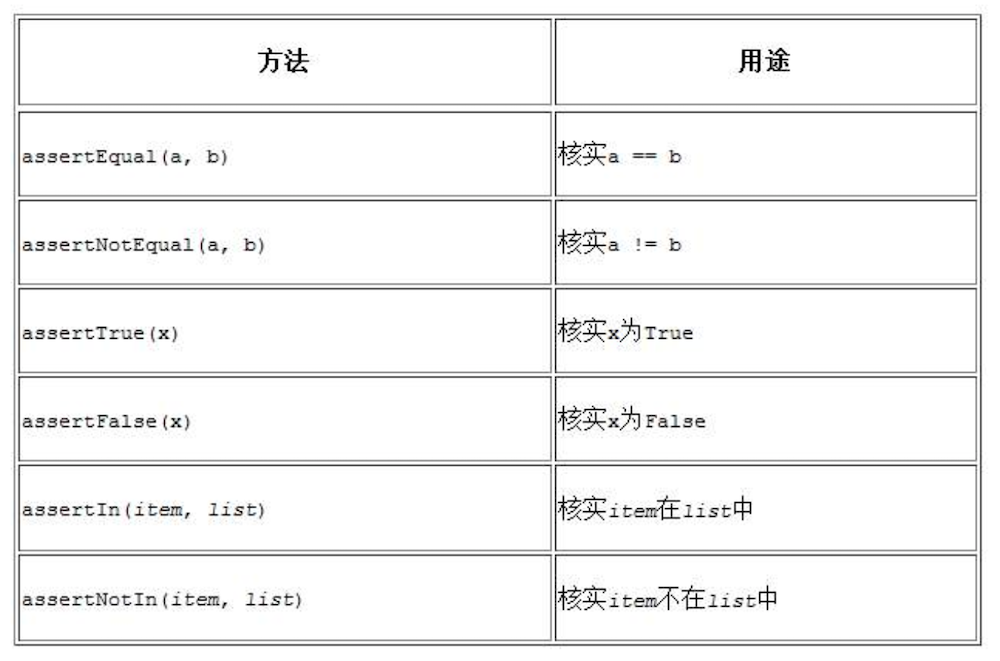 方法 用途
assertEqual(a, b) 核实a == b
assertNotEqual(a, b) 核实a != b
assertTrue(x) 核实x为True
assertFalse(x) 核实x为False
assertIn(item, list) 核实item在list中
assertNotIn(item, list) 核实item不在list中